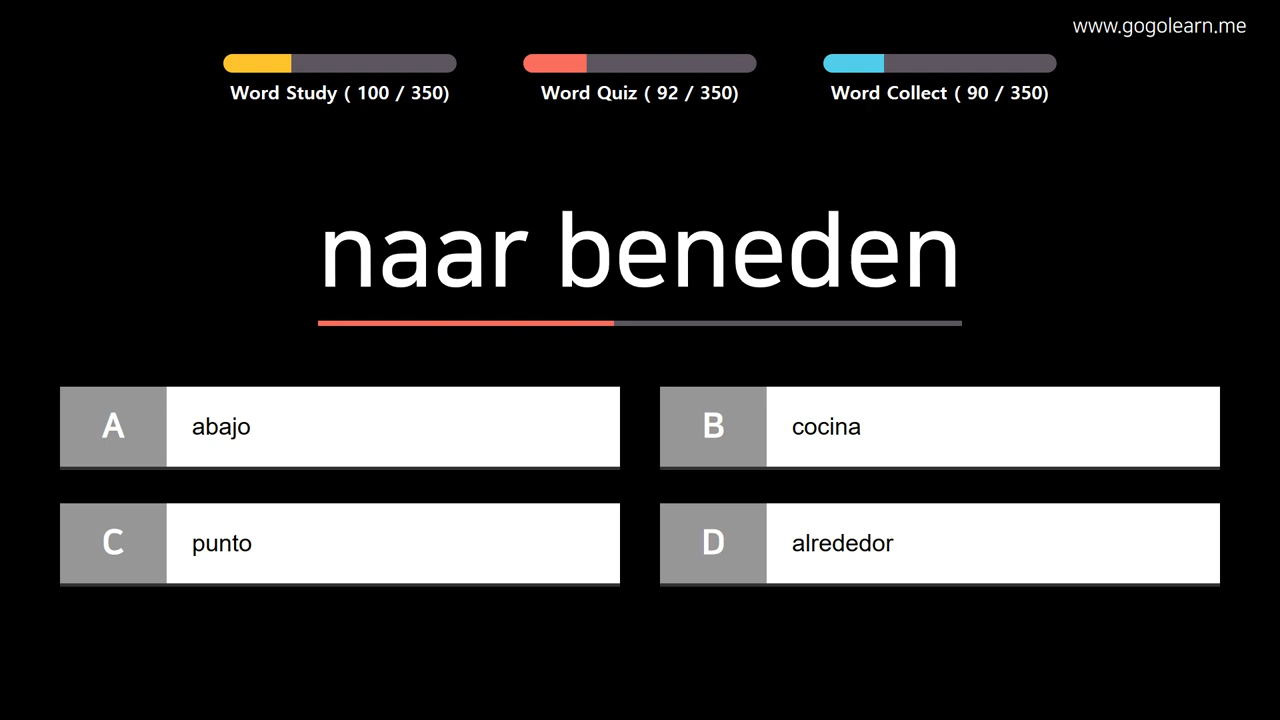 www.gogolearn.me
Word Study ( 100 / 350)
Word Quiz ( 92 / 350)
Word Collect ( 90 / 350)
naar beneden
A abajo
B cocina
C punto
D alrededor